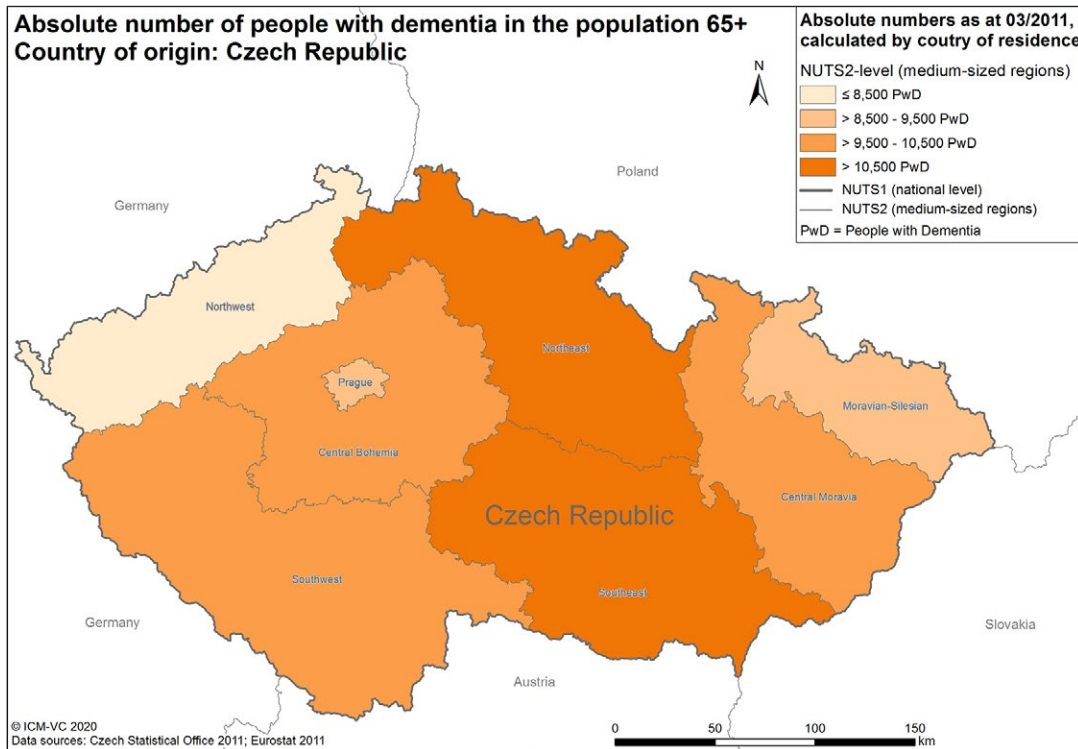 Absolute number of people with dementia in the population 65+
Country of origin: Czech Republic
Absolute numbers as at 03/2011,
calculated by coutry of residence
NUTS2-level (medium-sized regions)
≤ 8,500 PwD
> 8,500 - 9,500 PwD
> 9,500 - 10,500 PwD
> 10,500 PwD
NUTS1 (national level)
NUTS2 (medium-sized regions)
PwD = People with Dementia
N
Poland
Germany
Northwest
Northeast
Prague
Moravian-Silesian
Central Bohemia
Central Moravia
Czech Republic
Southwest
Southeast
Germany
Slovakia
Austria
© ICM-VC 2020
Data sources: Czech Statistical Office 2011; Eurostat 2011
0 50 100 150
km